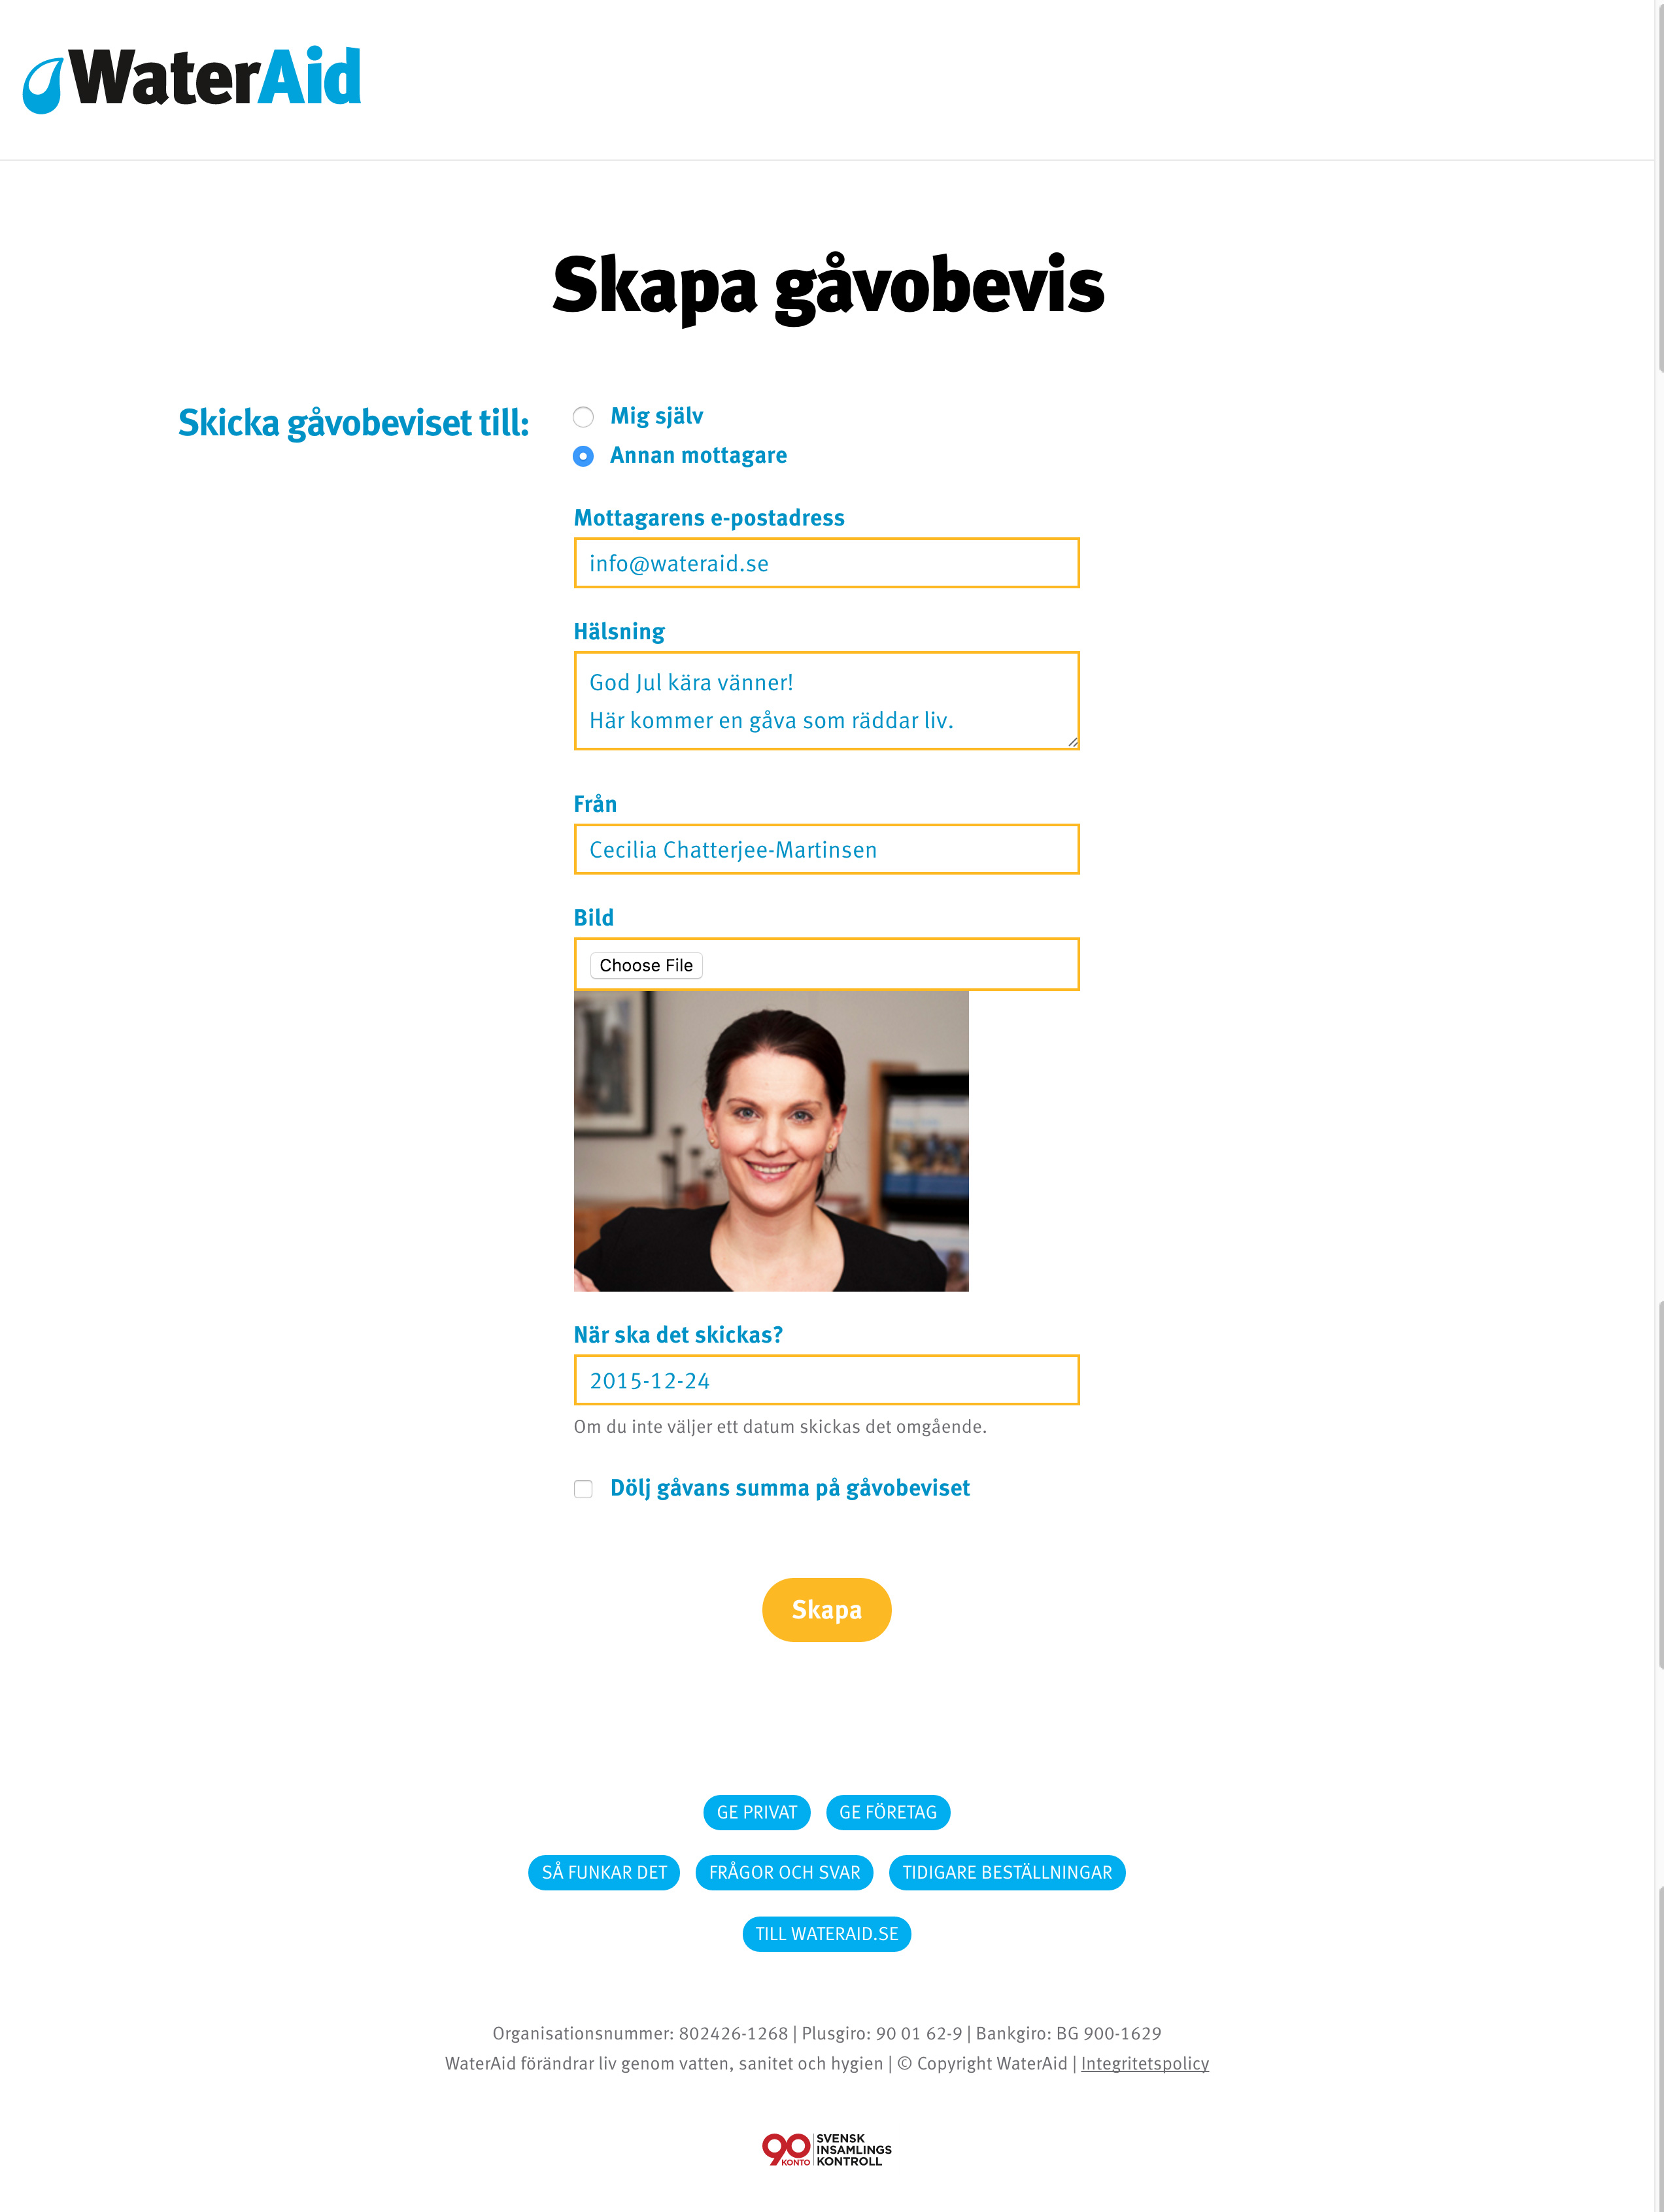 WaterAid
Skapa gåvobevis
Skicka gåvobeviset till:
Mig själv
Annan mottagare
Mottagarens e-postadress
info@wateraid.se
Hälsning
God Jul kära vänner!
Här kommer en gåva som räddar liv.
Från
Cecilia Chatterjee-Martinsen
Bild
Choose File
När ska det skickas?
2015-12-24
Om du inte väljer ett datum skickas det omgående.
Dölj gåvans summa på gåvobeviset
Skapa
GE PRIVAT GE FÖRETAG
SÅ FUNKAR DET FRÅGOR OCH SVAR TIDIGARE BESTÄLLNINGAR
TILL WATERAID.SE
Organisationsnummer: 802426-1268 | Plusgiro: 90 01 62-9 | Bankgiro: BG 900-1629
WaterAid förändrar liv genom vatten, sanitet och hygien | © Copyright WaterAid | Integritetspolicy
90 KONTO
SVENSK
INSAMLINGS
KONTROLL